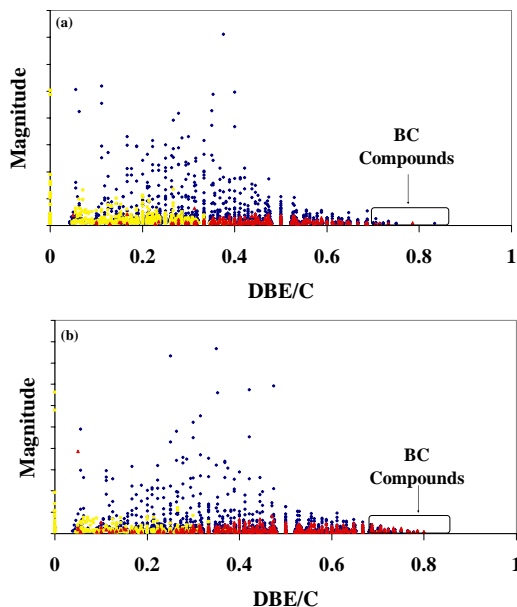 (a)
Magnitude
BC
Compounds
0 0.2 0.4 0.6 0.8 1
DBE/C
(b)
Magnitude
BC
Compounds
0 0.2 0.4 0.6 0.8 1
DBE/C